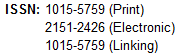 ISSN: 1015-5759 (Print)
2151-2426 (Electronic)
1015-5759 (Linking)